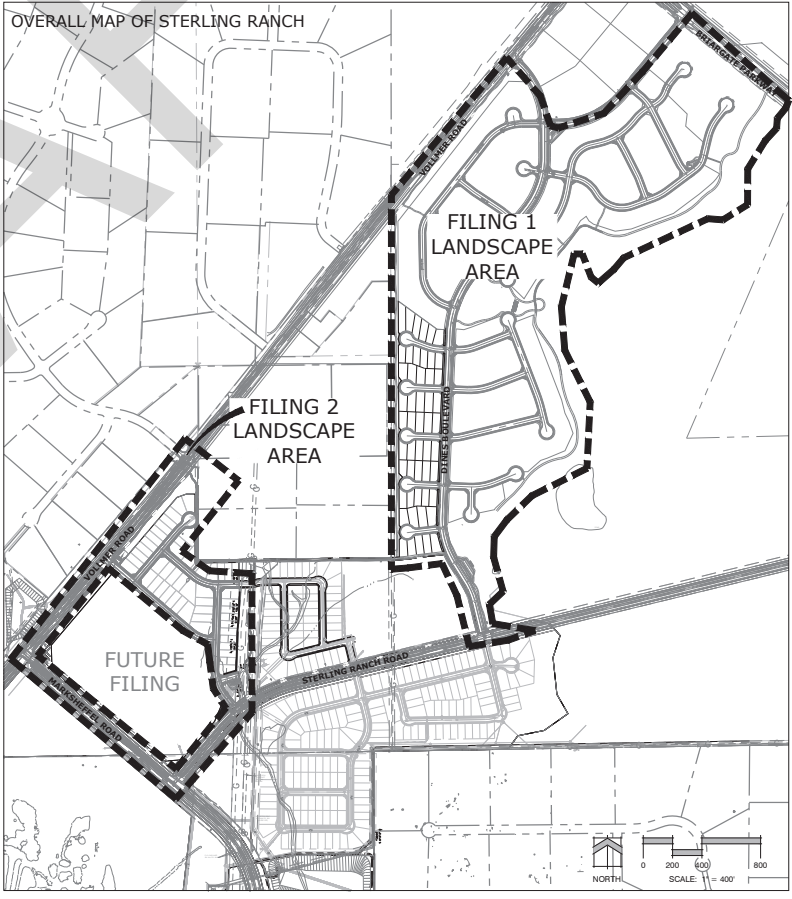 OVERALL MAP OF STERLING RANCH
BRIARGATE PARKWAY
VOLLMER ROAD
FILING 1
LANDSCAPE
AREA
DINES BOULEVARD
FILING 2
LANDSCAPE
AREA
VOLLMER ROAD
FUTURE
FILING
STERLING RANCH ROAD
MARKSHEFFEL ROAD
NORTH
0 200 400 800
SCALE: 1" = 400'